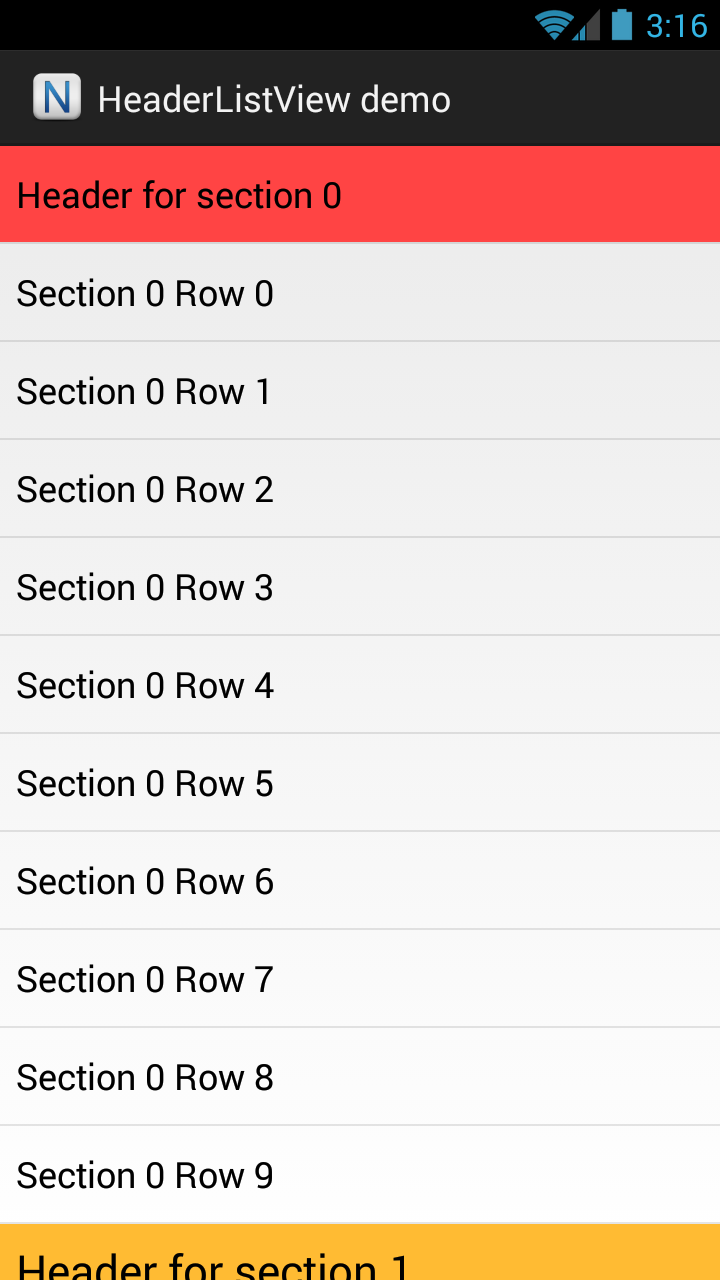 3:16
N HeaderListView demo
Header for section 0
Section 0 Row 0
Section 0 Row 1
Section 0 Row 2
Section 0 Row 3
Section 0 Row 4
Section 0 Row 5
Section 0 Row 6
Section 0 Row 7
Section 0 Row 8
Section 0 Row 9
Header for section 1